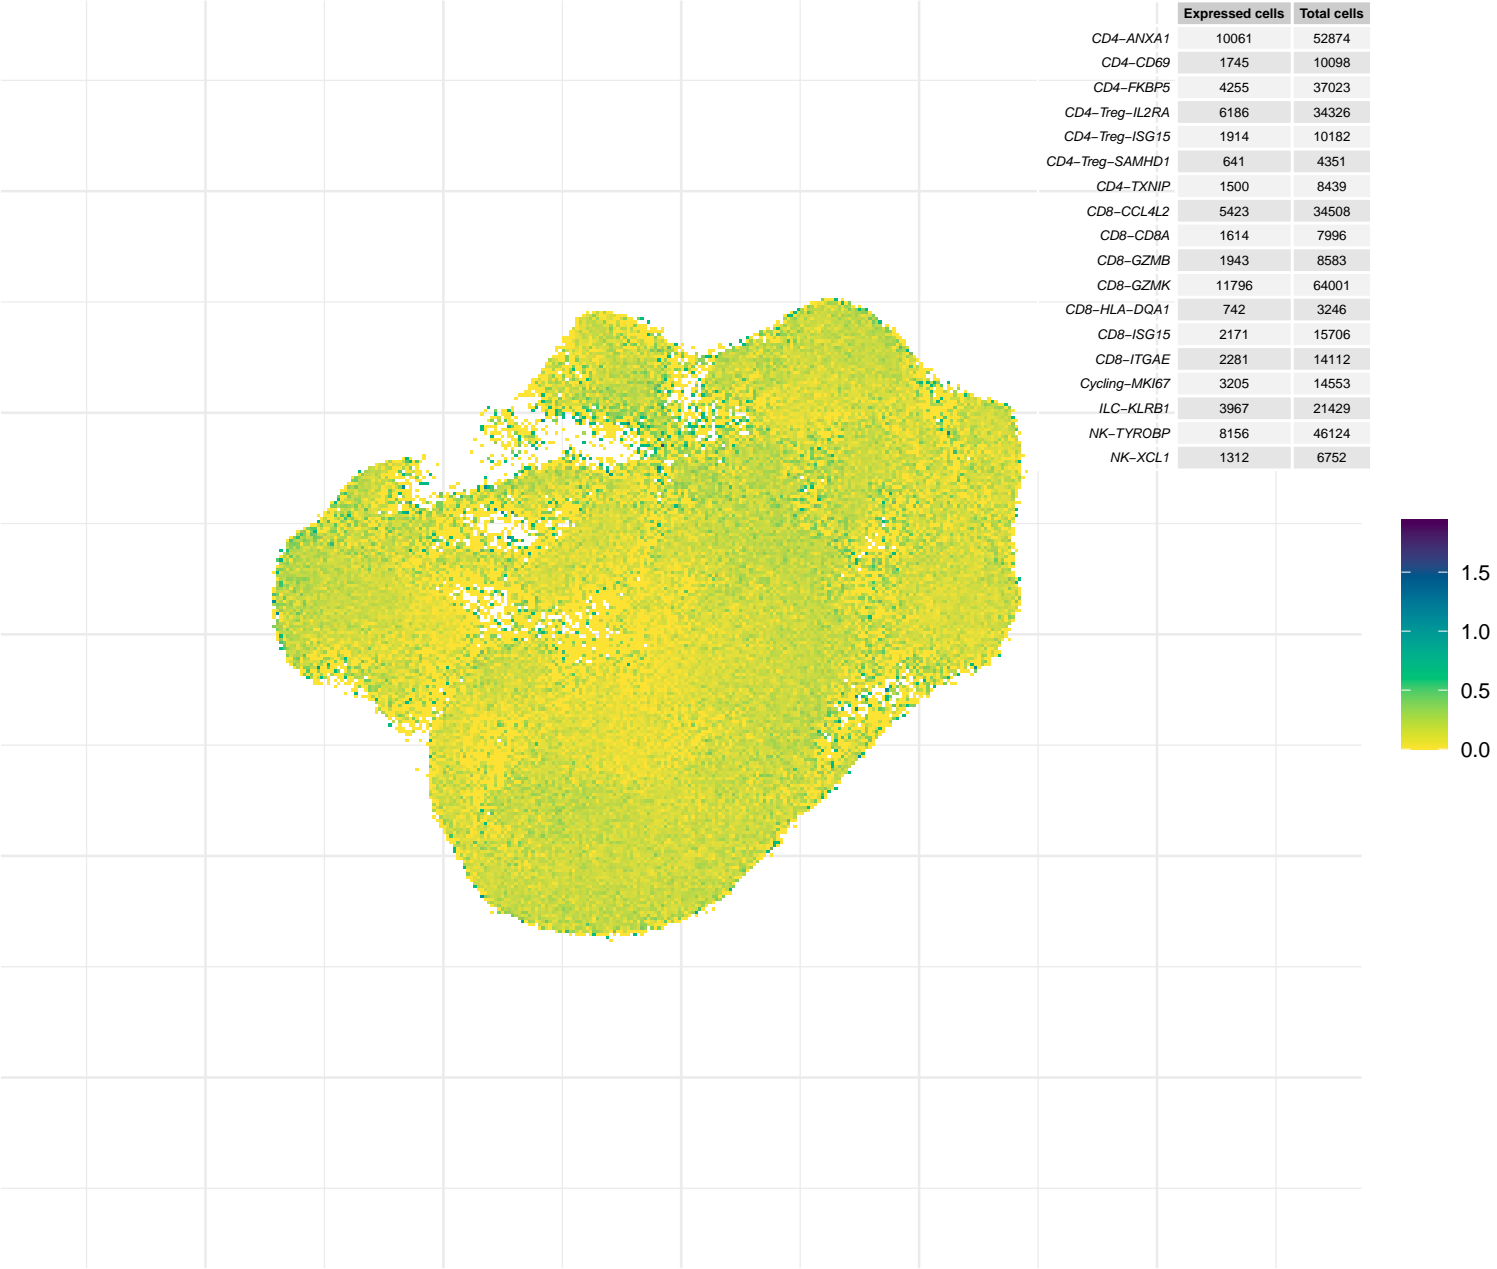 Expressed cells Total cells
CD4−ANXA1 10061 52874
CD4−CD69 1745 10098
CD4−FKBP5 4255 37023
CD4−Treg−IL2RA 6186 34326
CD4−Treg−ISG15 1914 10182
CD4−Treg−SAMHD1 641 4351
CD4−TXNIP 1500 8439
CD8−CCL4L2 5423 34508
CD8−CD8A 1614 7996
CD8−GZMB 1943 8583
CD8−GZMK 11796 64001
CD8−HLA−DQA1 742 3246
CD8−ISG15 2171 15706
CD8−ITGAE 2281 14112
Cycling−MKI67 3205 14553
ILC−KLRB1 3967 21429
NK−TYROBP 8156 46124
NK−XCL1 1312 6752
1.5
1.0
0.5
0.0